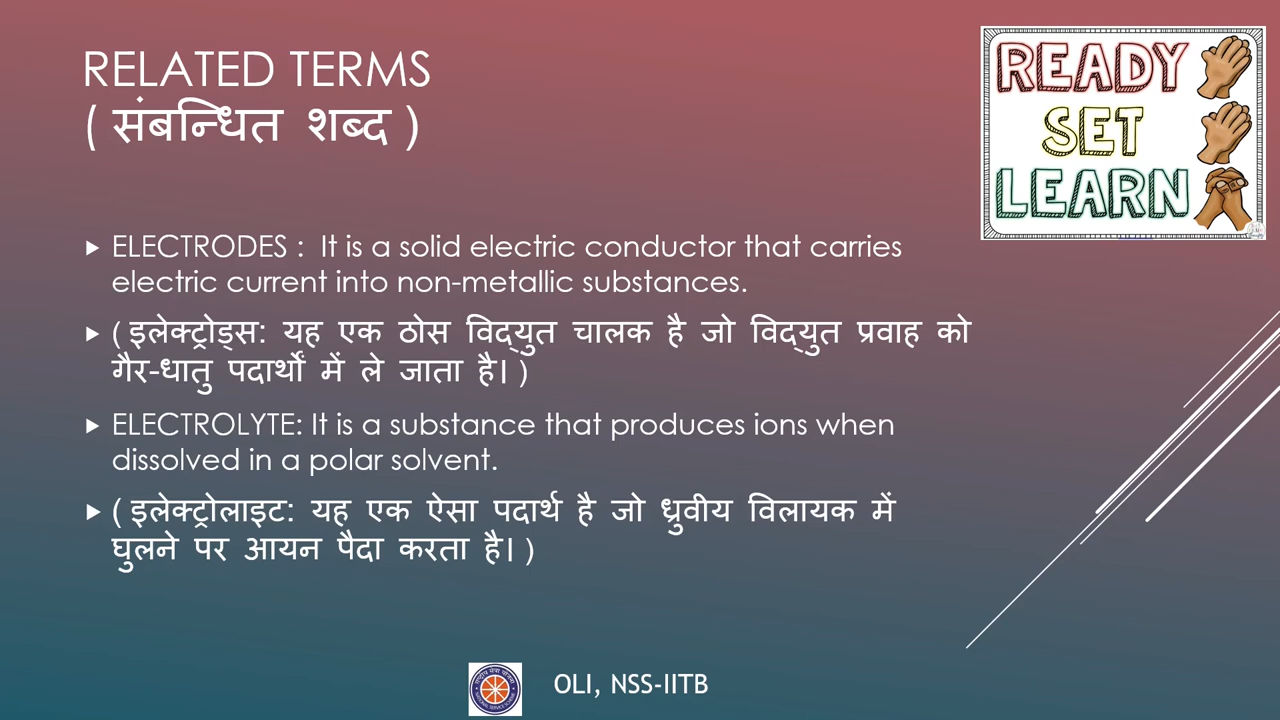 RELATED TERMS
( संबन्धित शब्द )
READY
SET
LEARN
ELECTRODES : It is a solid electric conductor that carries
electric current into non-metallic substances.
( इलेक्ट्रोड्स: यह एक ठोस विद्युत चालक है जो विद्युत प्रवाह को
गैर-धातु पदार्थों में ले जाता है। )
ELECTROLYTE: It is a substance that produces ions when
dissolved in a polar solvent.
( इलेक्ट्रोलाइट: यह एक ऐसा पदार्थ है जो ध्रुवीय विलायक में
घुलने पर आयन पैदा करता है। )
OLI, NSS-IITB